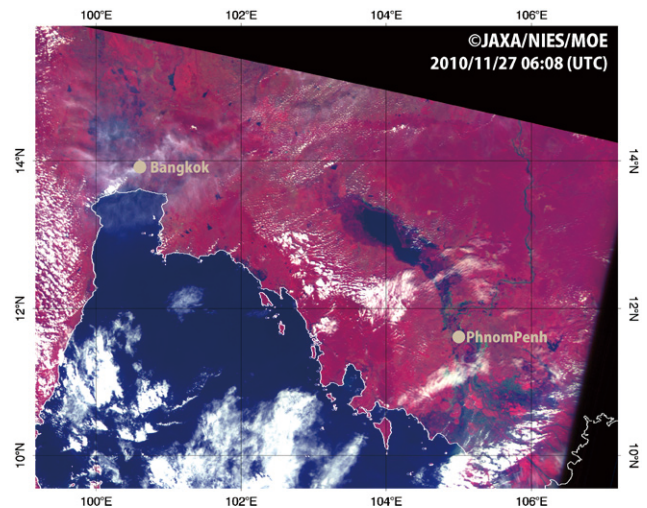 100°E 102°E 104°E 106°E
©JAXA/NIES/MOE
2010/11/27 06:08 (UTC)
14°N 14°N
Bangkok
12°N 12°N
PhnomPenh
10°N 10°N
100°E 102°E 104°E 106°E